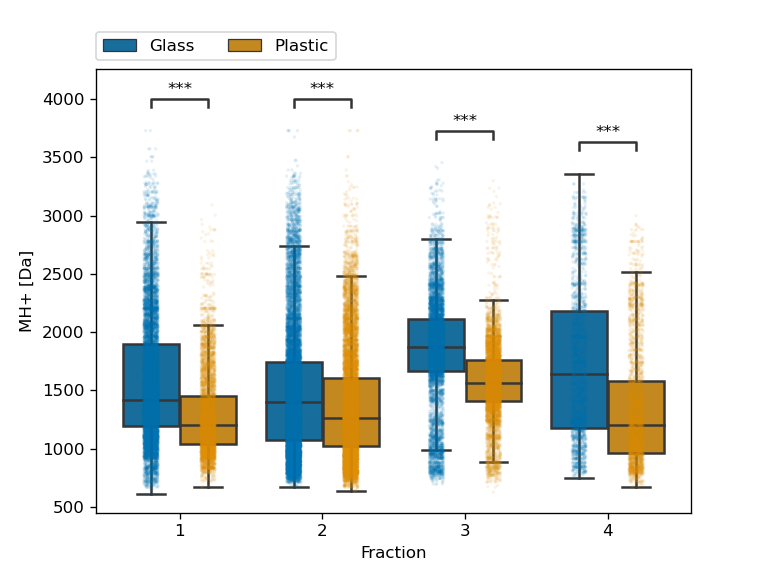 Glass Plastic
*** ***
***
***
4000
3500
3000
2500
2000
1500
1000
500
MH+ [Da]
1 2 3 4
Fraction